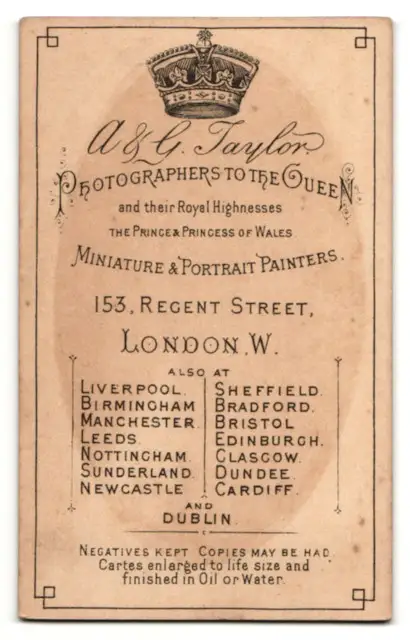 A & G. Taylor.
PHOTOGRAPHERS TO THE QUEEN
and their Royal Highnesses
THE PRINCE & PRINCESS OF WALES
MINIATURE & PORTRAIT PAINTERS.
153, REGENT STREET,
LONDON, W.
ALSO AT
LIVERPOOL. SHEFFIELD.
BIRMINGHAM BRADFORD.
MANCHESTER. BRISTOL
LEEDS. EDINBURGH.
NOTTINGHAM. GLASGOW.
SUNDERLAND. DUNDEE.
NEWCASTLE CARDIFF.
AND
DUBLIN.
NEGATIVES KEPT COPIES MAY BE HAD.
Cartes enlarged to life size and
finished in Oil or Water.